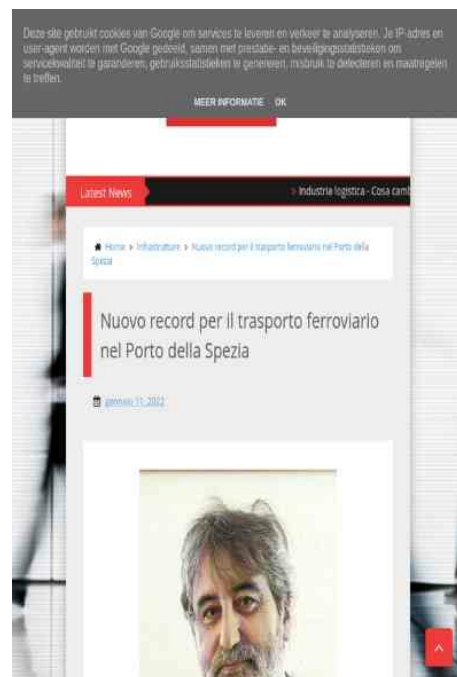 Deze site gebruikt cookies van Google om services te leveren en verkeer te analyseren. Je IP-adres en
user-agent worden met Google gedeeld, samen met prestatie- en beveiligingsstatistieken om
servicekwaliteit te garanderen, gebruiksstatistieken te genereren, misbruik te detecteren en maatregelen
te treffen.
MEER INFORMATIE OK
Latest News
» Industria logistica - Cosa camb
Home » Infrastrutture » Nuovo record per il trasporto ferroviario nel Porto della
Spezia
Nuovo record per il trasporto ferroviario
nel Porto della Spezia
gennaio 11, 2022